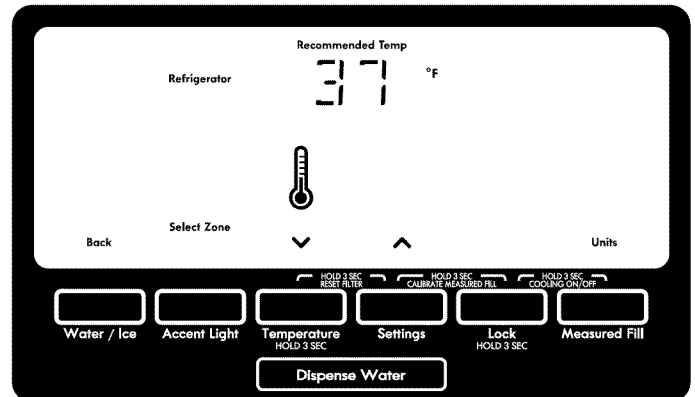 Recommended Temp
Refrigerator 37 °F
Select Zone
Back Units
HOLD 3 SEC HOLD 3 SEC HOLD 3 SEC
RESET FILTER CALIBRATE MEASURED FILL COOLING ON/OFF
Water / Ice Accent Light Temperature Settings Lock Measured Fill
HOLD 3 SEC HOLD 3 SEC
Dispense Water